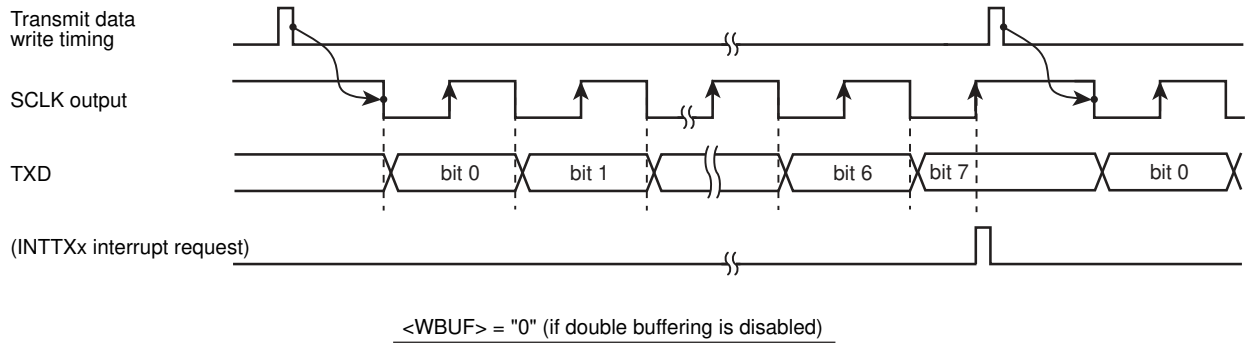 Transmit data
write timing
SCLK output
TXD
bit 0
bit 1
bit 6
bit 7
bit 0
(INTTXx interrupt request)
<WBUF> = "0" (if double buffering is disabled)